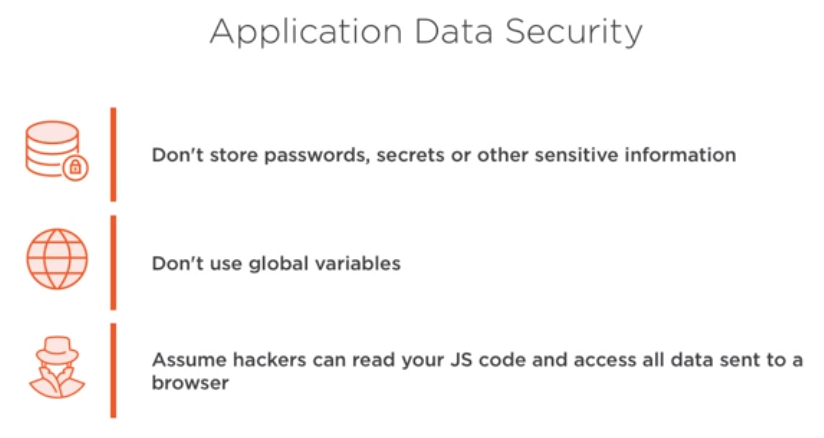 Application Data Security
Don't store passwords, secrets or other sensitive information
Don't use global variables
Assume hackers can read your JS code and access all data sent to a
browser